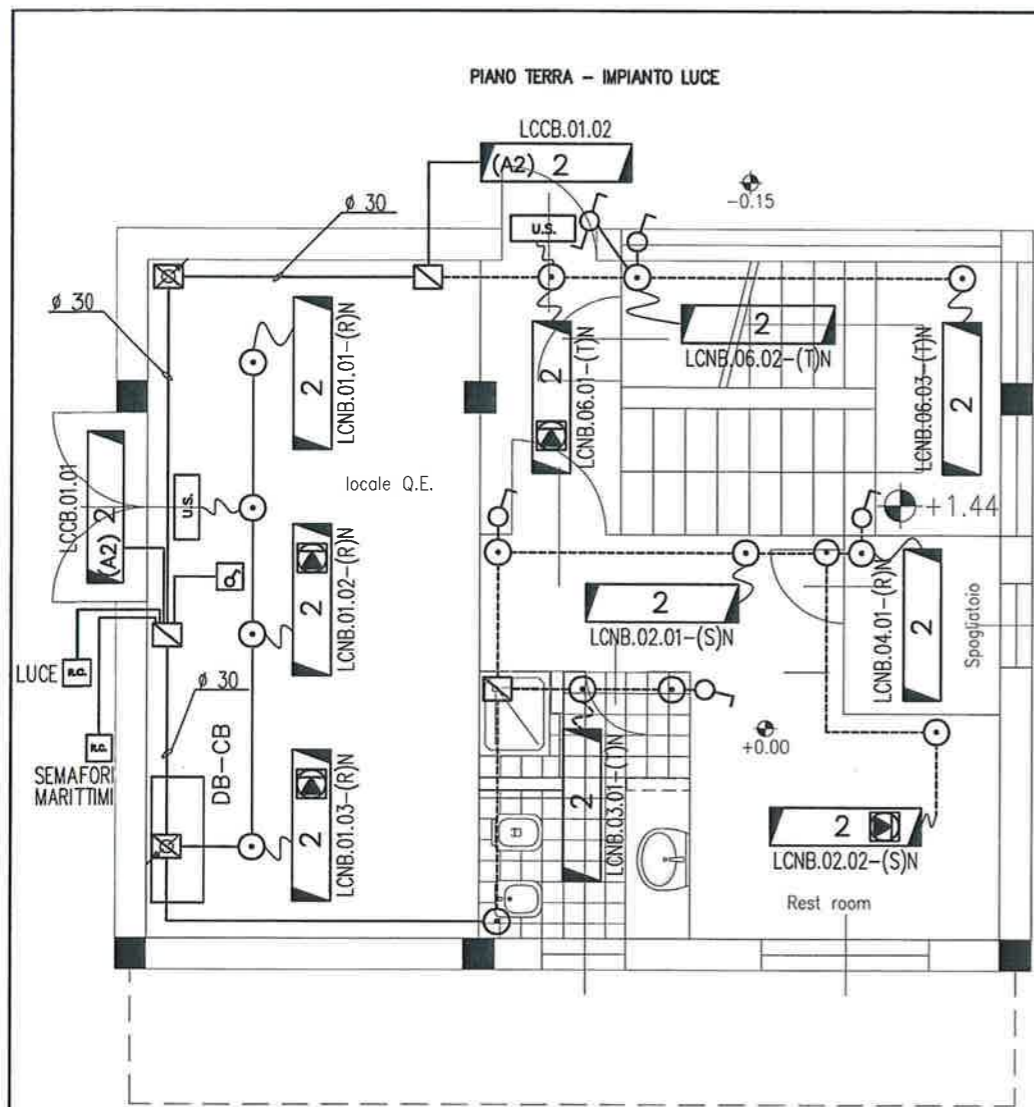 PIANO TERRA – IMPIANTO LUCE
LCCB.01.02
(A2) 2
ϕ 30
U.S.
-0.15
ϕ 30
2
LCNB.01.01-(R)N
2
LCNB.06.01-(T)N
2
LCNB.06.02-(T)N
2
LCNB.06.03-(T)N
LCCB.01.01
(A2) 2
U.S.
locale Q.E.
+1.44
2
LCNB.01.02-(R)N
2
LCNB.02.01-(S)N
LCNB.04.01-(R)N
2
Spogliatoio
LUCE
R.C.
ϕ 30
SEMAFORI
MARITTIMI
R.C.
DB-CB
2
LCNB.01.03-(R)N
2
LCNB.03.01-(T)N
+0.00
2
LCNB.02.02-(S)N
Rest room